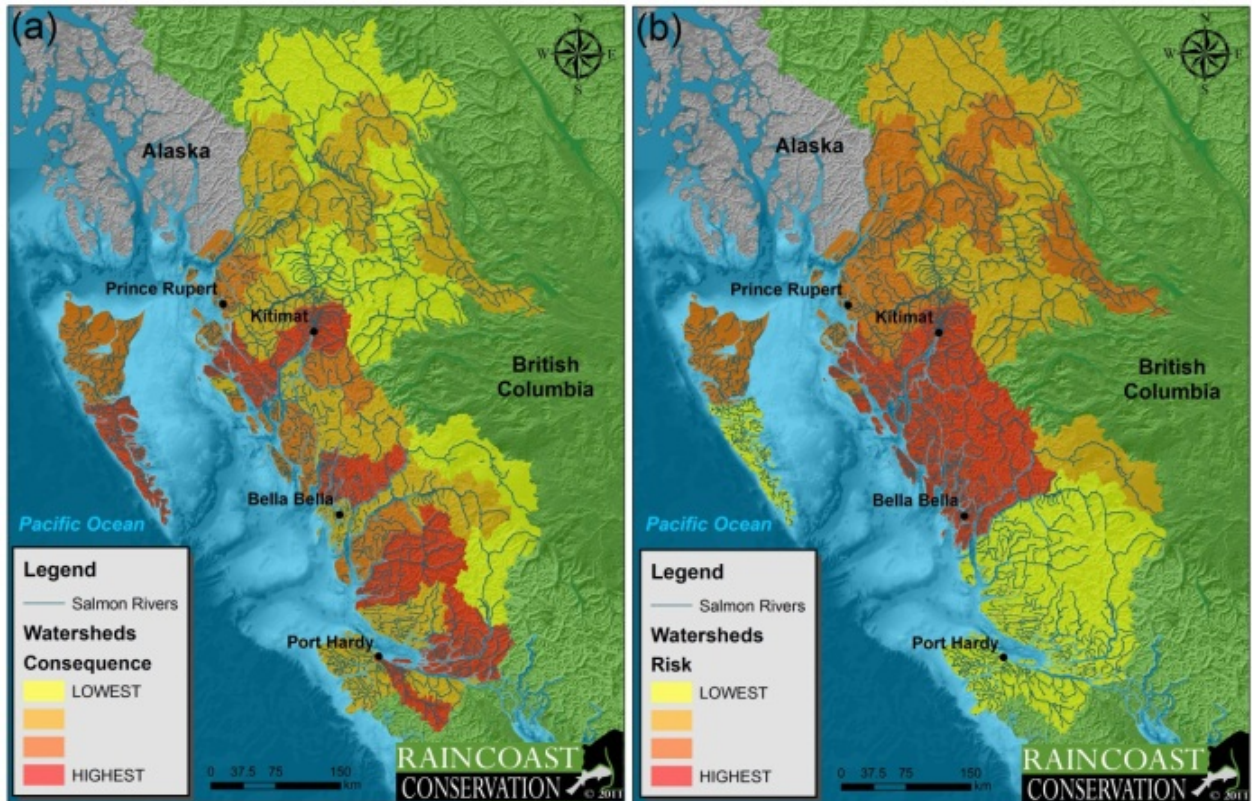 (a)
N
W E
S
Alaska
Prince Rupert
Kitimat
British
Columbia
Bella Bella
Pacific Ocean
Port Hardy
Legend
Salmon Rivers
Watersheds
Consequence
LOWEST
HIGHEST
0 37.5 75 150
km
RAINCOAST
CONSERVATION
© 2011
(b)
N
W E
S
Alaska
Prince Rupert
Kitimat
British
Columbia
Bella Bella
Pacific Ocean
Port Hardy
Legend
Salmon Rivers
Watersheds
Risk
LOWEST
HIGHEST
0 37.5 75 150
km
RAINCOAST
CONSERVATION
© 2011